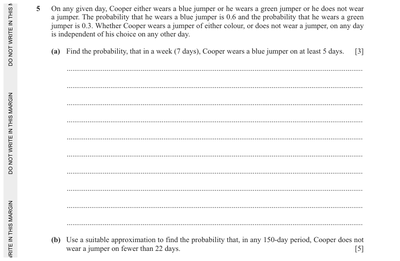 DO NOT WRITE IN THIS M
5 On any given day, Cooper either wears a blue jumper or he wears a green jumper or he does not wear
a jumper. The probability that he wears a blue jumper is 0.6 and the probability that he wears a green
jumper is 0.3. Whether Cooper wears a jumper of either colour, or does not wear a jumper, on any day
is independent of his choice on any other day.
(a) Find the probability, that in a week (7 days), Cooper wears a blue jumper on at least 5 days. [3]
DO NOT WRITE IN THIS MARGIN
WRITE IN THIS MARGIN
(b) Use a suitable approximation to find the probability that, in any 150-day period, Cooper does not
wear a jumper on fewer than 22 days. [5]